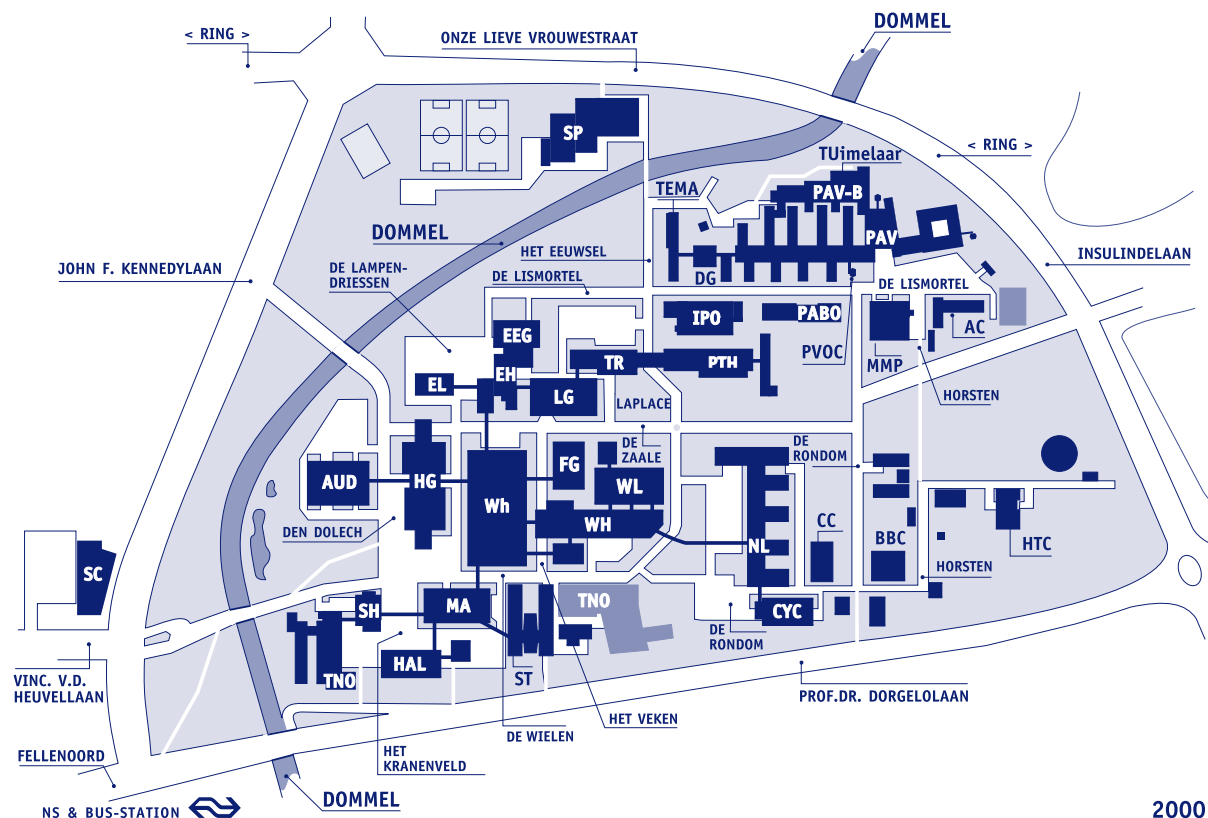 DOMMEL
< RING >
ONZE LIEVE VROUWESTRAAT
SP
< RING >
TUimelaar
TEMA
PAV-B
DOMMEL
PAV
HET EEUWSEL
INSULINDELAAN
JOHN F. KENNEDYLAAN
DE LAMPEN-
DRIESSEN
DE LISMORTEL
DG
DE LISMORTEL
IPO
PABO
EEG
AC
PVOC
MMP
TR
PTH
EH
EL
LG
LAPLACE
HORSTEN
DE
ZAALE
DE
RONDOM
FG
AUD
HG
WL
Wh
WH
CC
BBC
HTC
DEN DOLECH
NL
SC
HORSTEN
SH
MA
TNO
CYC
DE
RONDOM
HAL
ST
TNO
VINC. V.D.
HEUVELLAAN
PROF.DR. DORGELOLAAN
HET VEKEN
DE WIELEN
FELLENOORD
HET
KRANENVELD
DOMMEL
NS & BUS-STATION
2000